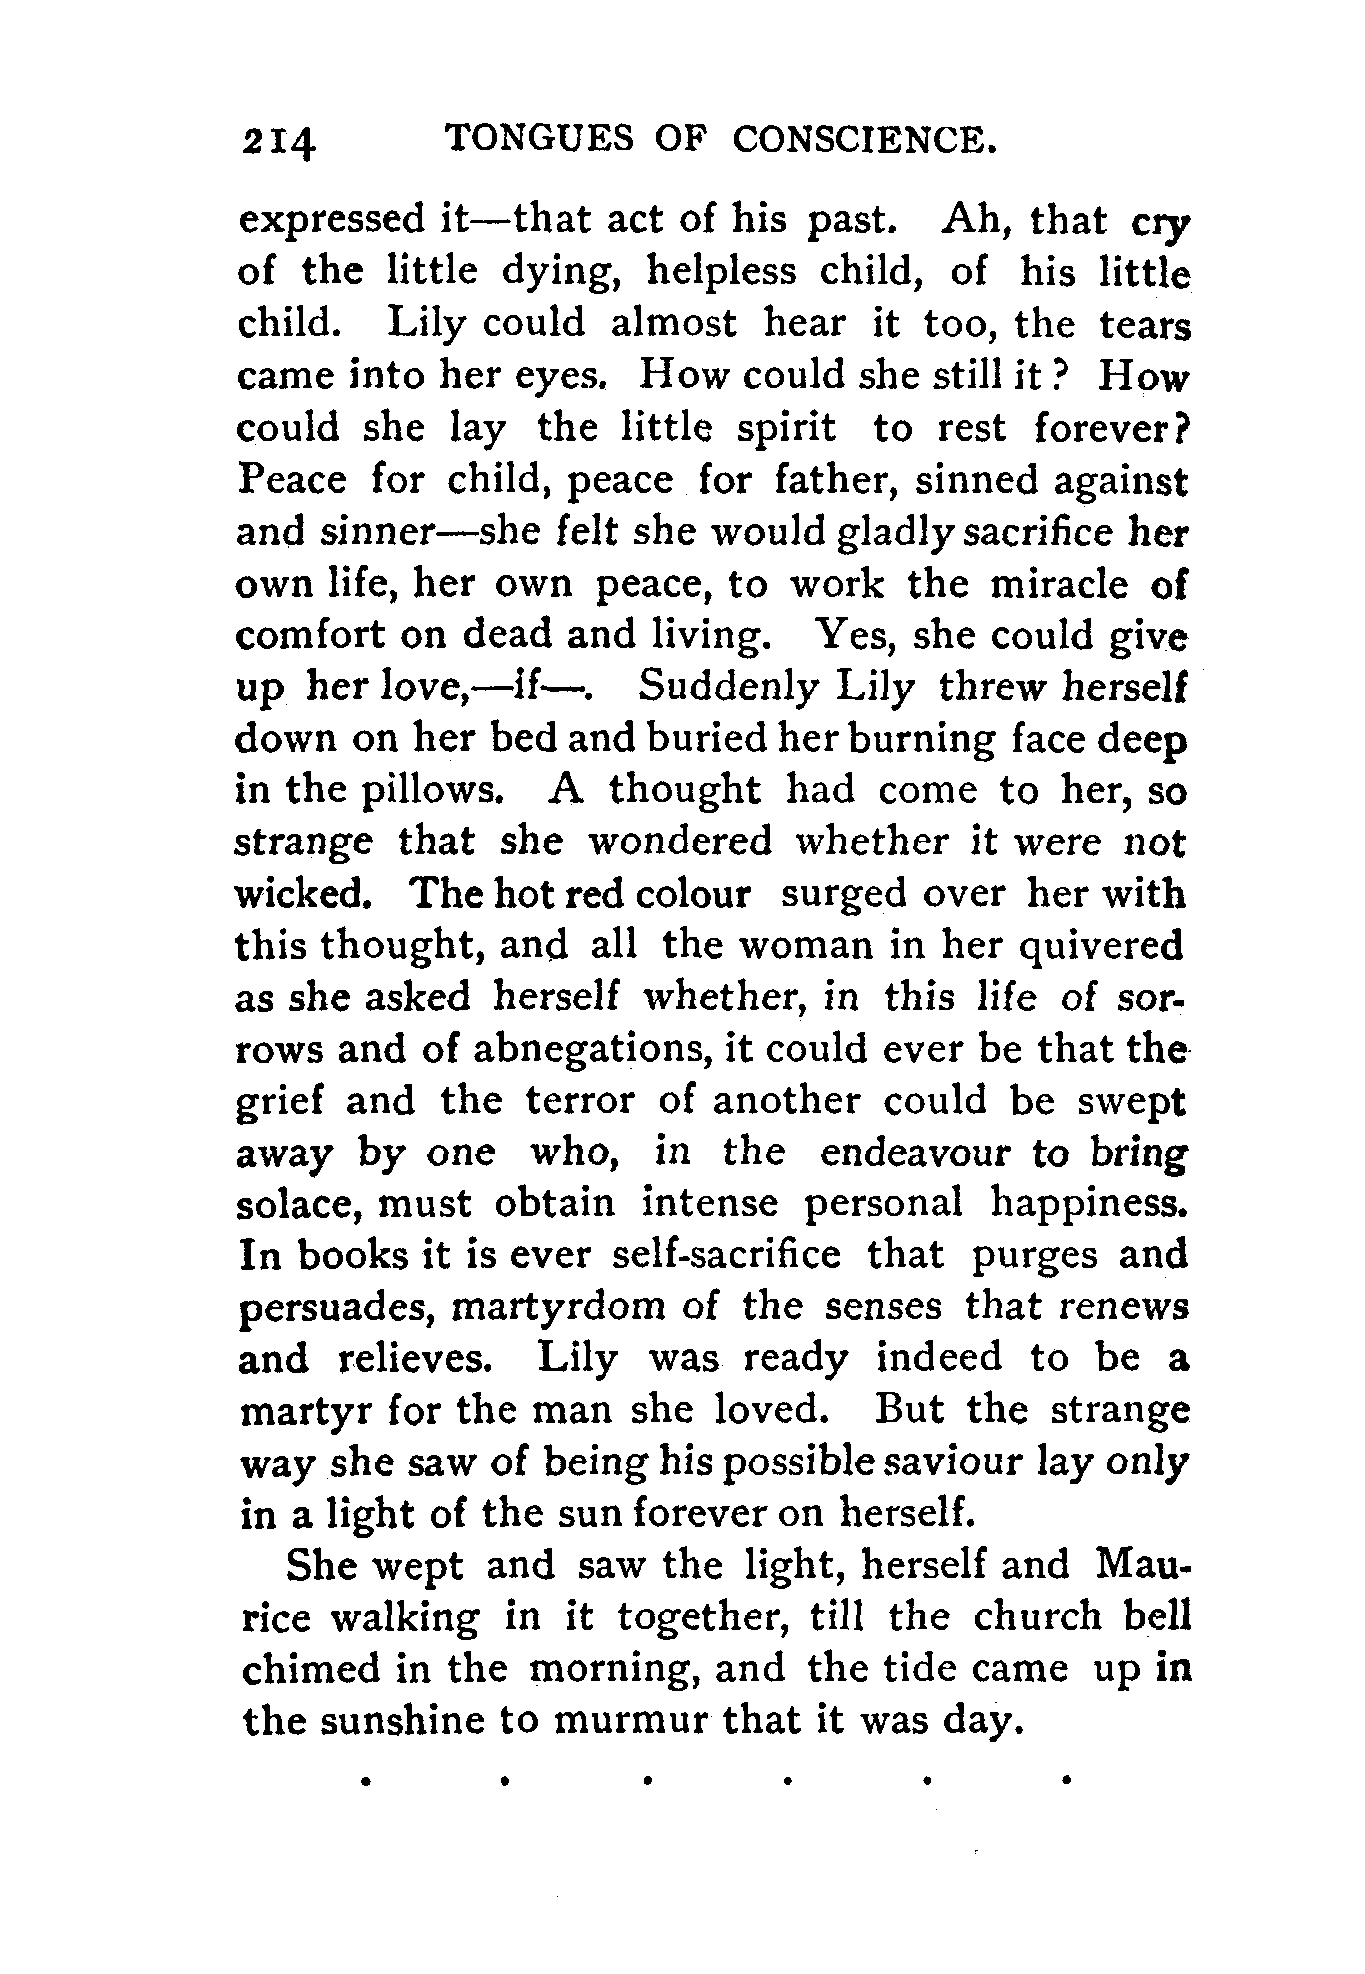 214 TONGUES OF CONSCIENCE.
expressed it—that act of his past. Ah, that cry
of the little dying, helpless child, of his little
child. Lily could almost hear it too, the tears
came into her eyes. How could she still it ? How
could she lay the little spirit to rest forever?
Peace for child, peace for father, sinned against
and sinner—she felt she would gladly sacrifice her
own life, her own peace, to work the miracle of
comfort on dead and living. Yes, she could give
up her love,—if—. Suddenly Lily threw herself
down on her bed and buried her burning face deep
in the pillows. A thought had come to her, so
strange that she wondered whether it were not
wicked. The hot red colour surged over her with
this thought, and all the woman in her quivered
as she asked herself whether, in this life of sor-
rows and of abnegations, it could ever be that the
grief and the terror of another could be swept
away by one who, in the endeavour to bring
solace, must obtain intense personal happiness.
In books it is ever self-sacrifice that purges and
persuades, martyrdom of the senses that renews
and relieves. Lily was ready indeed to be a
martyr for the man she loved. But the strange
way she saw of being his possible saviour lay only
in a light of the sun forever on herself.
She wept and saw the light, herself and Mau-
rice walking in it together, till the church bell
chimed in the morning, and the tide came up in
the sunshine to murmur that it was day.
. . . . . .